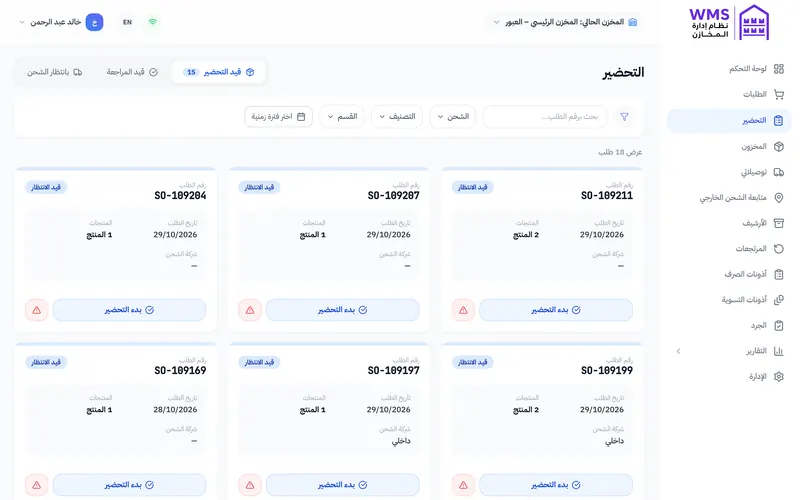 WMS
نظام إدارة
المخازن
المخزن الحالي: المخزن الرئيسي – العبور
EN
خ
خالد عبد الرحمن
لوحة التحكم
الطلبات
التحضير
المخزون
توصيلاتي
متابعة الشحن الخارجي
الأرشيف
المرتجعات
أذونات الصرف
أذونات التسوية
الجرد
التقارير
الإدارة
التحضير
قيد التحضير 15
قيد المراجعة
بانتظار الشحن
بحث برقم الطلب...
الشحن
التصنيف
القسم
اختر فترة زمنية
عرض 18 طلب
رقم الطلب
SO-109211
قيد الانتظار
تاريخ الطلب
29/10/2026
المنتجات
2 المنتج
شركة الشحن
—
بدء التحضير
رقم الطلب
SO-109207
قيد الانتظار
تاريخ الطلب
29/10/2026
المنتجات
1 المنتج
شركة الشحن
—
بدء التحضير
رقم الطلب
SO-109204
قيد الانتظار
تاريخ الطلب
29/10/2026
المنتجات
1 المنتج
شركة الشحن
—
بدء التحضير
رقم الطلب
SO-109199
قيد الانتظار
تاريخ الطلب
29/10/2026
المنتجات
2 المنتج
شركة الشحن
داخلي
بدء التحضير
رقم الطلب
SO-109197
قيد الانتظار
تاريخ الطلب
29/10/2026
المنتجات
1 المنتج
شركة الشحن
داخلي
بدء التحضير
رقم الطلب
SO-109169
قيد الانتظار
تاريخ الطلب
28/10/2026
المنتجات
1 المنتج
شركة الشحن
—
بدء التحضير